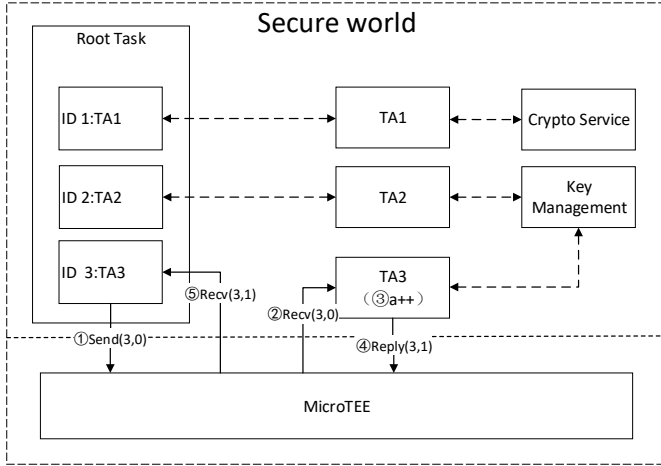 Secure world
Root Task
ID 1:TA1
TA1
Crypto Service
ID 2:TA2
TA2
Key
Management
ID 3:TA3
TA3
(③a++)
⑤Recv(3,1)
②Recv(3,0)
①Send(3,0)
④Reply(3,1)
MicroTEE